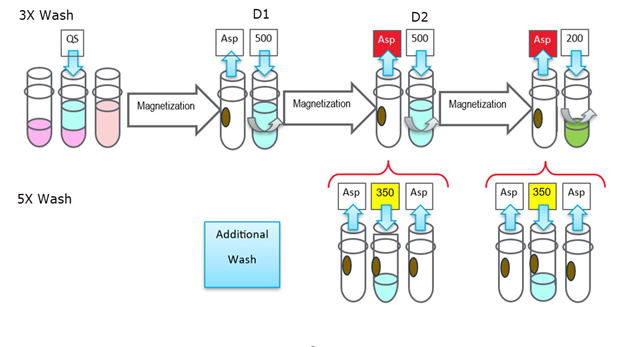 3X Wash
D1
D2
QS
Asp
500
Asp
500
Asp
200
Magnetization
Magnetization
Magnetization
5X Wash
Asp
350
Asp
Asp
350
Asp
Additional
Wash